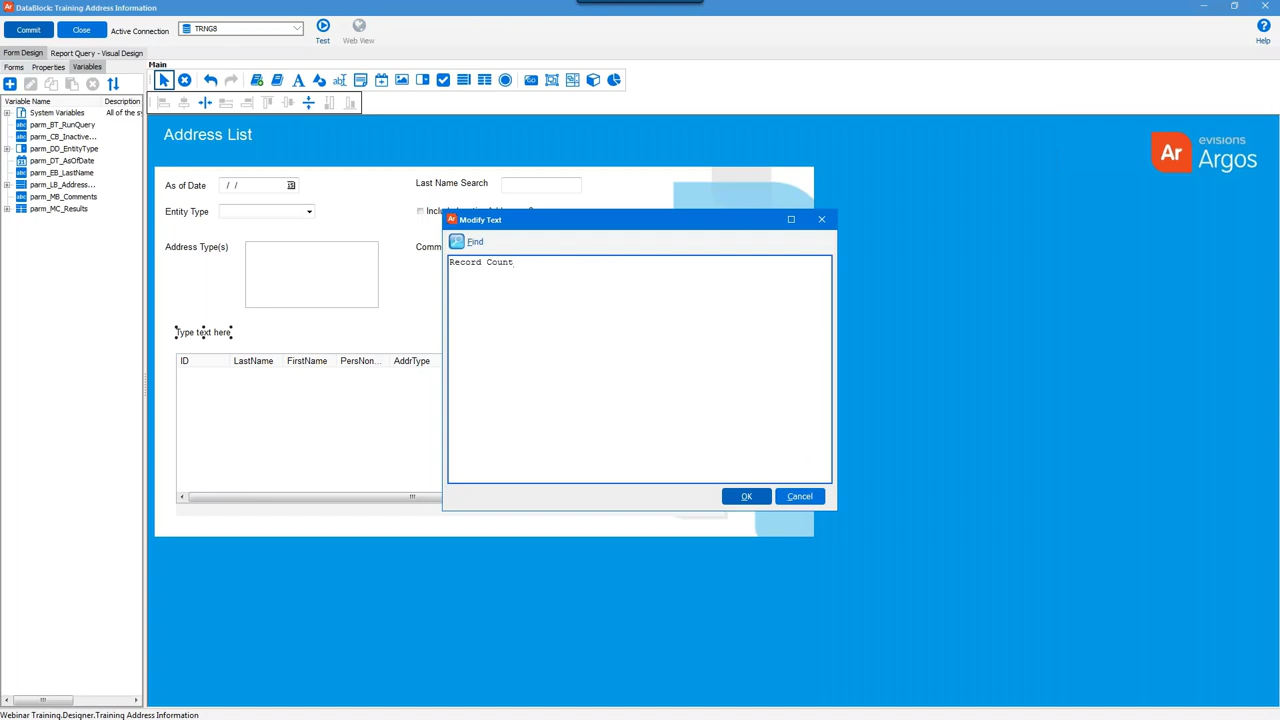 DataBlock: Training Address Information
Commit
Close
Active Connection
TRNG8
Test
Web View
Help
Form Design
Report Query - Visual Design
Forms
Properties
Variables
Main
Variable Name
Description
System Variables
All of the sy
parm_BT_RunQuery
parm_CB_Inactive...
parm_DD_EntityType
parm_DT_AsOfDate
parm_EB_LastName
parm_LB_Address...
parm_MB_Comments
parm_MC_Results
Address List
evisions
Ar Argos
As of Date
/ /
Last Name Search
Entity Type
Address Type(s)
Comm
Type text here
ID LastName FirstName PersNon... AddrType
Modify Text
Find
Record Count
OK
Cancel
Webinar Training.Designer.Training Address Information